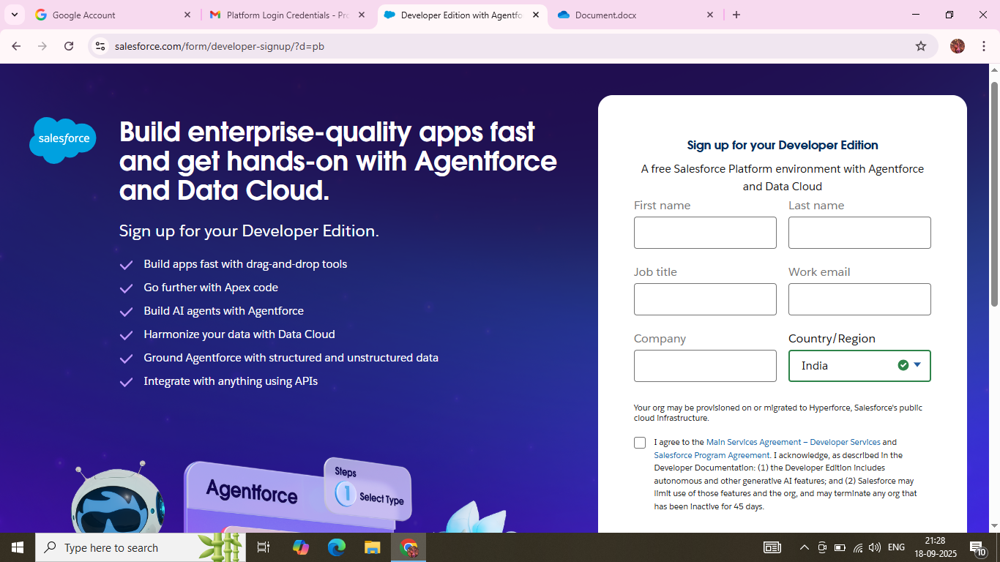 Google Account
Platform Login Credentials - Pro
Developer Edition with Agentfo
Document.docx
salesforce.com/form/developer-signup/?d=pb
salesforce
Build enterprise-quality apps fast
and get hands-on with Agentforce
and Data Cloud.
Sign up for your Developer Edition.
Build apps fast with drag-and-drop tools
Go further with Apex code
Build AI agents with Agentforce
Harmonize your data with Data Cloud
Ground Agentforce with structured and unstructured data
Integrate with anything using APIs
Agentforce
Steps
1 Select Type
Sign up for your Developer Edition
A free Salesforce Platform environment with Agentforce
and Data Cloud
First name Last name
Job title Work email
Company Country/Region
India
Your org may be provisioned on or migrated to Hyperforce, Salesforce's public
cloud infrastructure.
I agree to the Main Services Agreement – Developer Services and
Salesforce Program Agreement. I acknowledge, as described in the
Developer Documentation: (1) the Developer Edition includes
autonomous and other generative AI features; and (2) Salesforce may
limit use of those features and the org, and may terminate any org that
has been inactive for 45 days.
Type here to search
ENG
21:28
18-09-2025
10